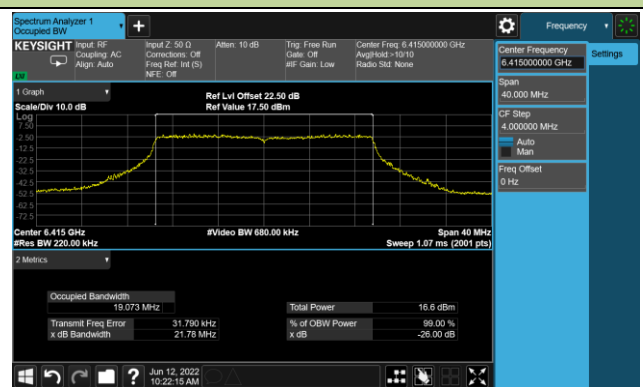 Spectrum Analyzer 1
Occupied BW
Frequency
KEYSIGHT
Input: RF
Coupling: AC
Align: Auto
Input Z: 50 Ω
Corrections: Off
Freq Ref: Int (S)
NFE: Off
Atten: 10 dB
Trig: Free Run
Gate: Off
#IF Gain: Low
Center Freq: 6.415000000 GHz
Avg|Hold:>10/10
Radio Std: None
LVI
Center Frequency
6.415000000 GHz
Settings
Span
40.000 MHz
CF Step
4.000000 MHz
Auto
Man
Freq Offset
0 Hz
1 Graph
Scale/Div 10.0 dB
Ref Lvl Offset 22.50 dB
Ref Value 17.50 dBm
Log
7.50
-2.50
-12.5
-22.5
-32.5
-42.5
-52.5
-62.5
-72.5
Center 6.415 GHz
#Video BW 680.00 kHz
Span 40 MHz
#Res BW 220.00 kHz
Sweep 1.07 ms (2001 pts)
2 Metrics
Occupied Bandwidth
19.073 MHz
Total Power 16.6 dBm
Transmit Freq Error 31.790 kHz
% of OBW Power 99.00 %
x dB Bandwidth 21.78 MHz
x dB -26.00 dB
Jun 12, 2022
10:22:15 AM